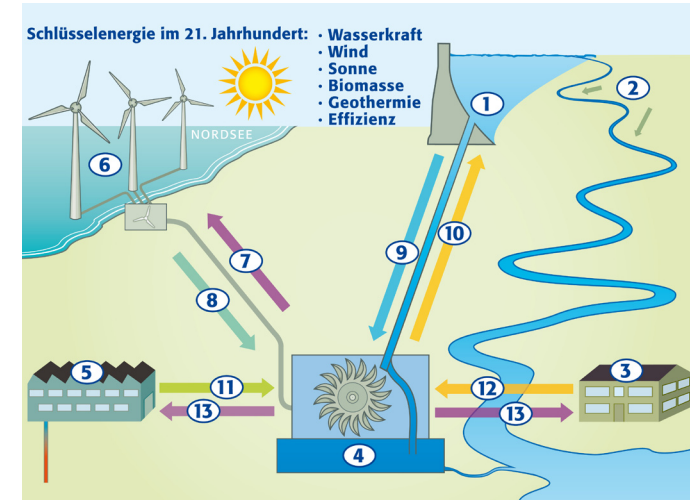 Schlüsselenergie im 21. Jahrhundert:
· Wasserkraft
· Wind
· Sonne
· Biomasse
· Geothermie
· Effizienz
NORDSEE
1
2
6
10
7
9
8
5
3
11
12
13
13
4